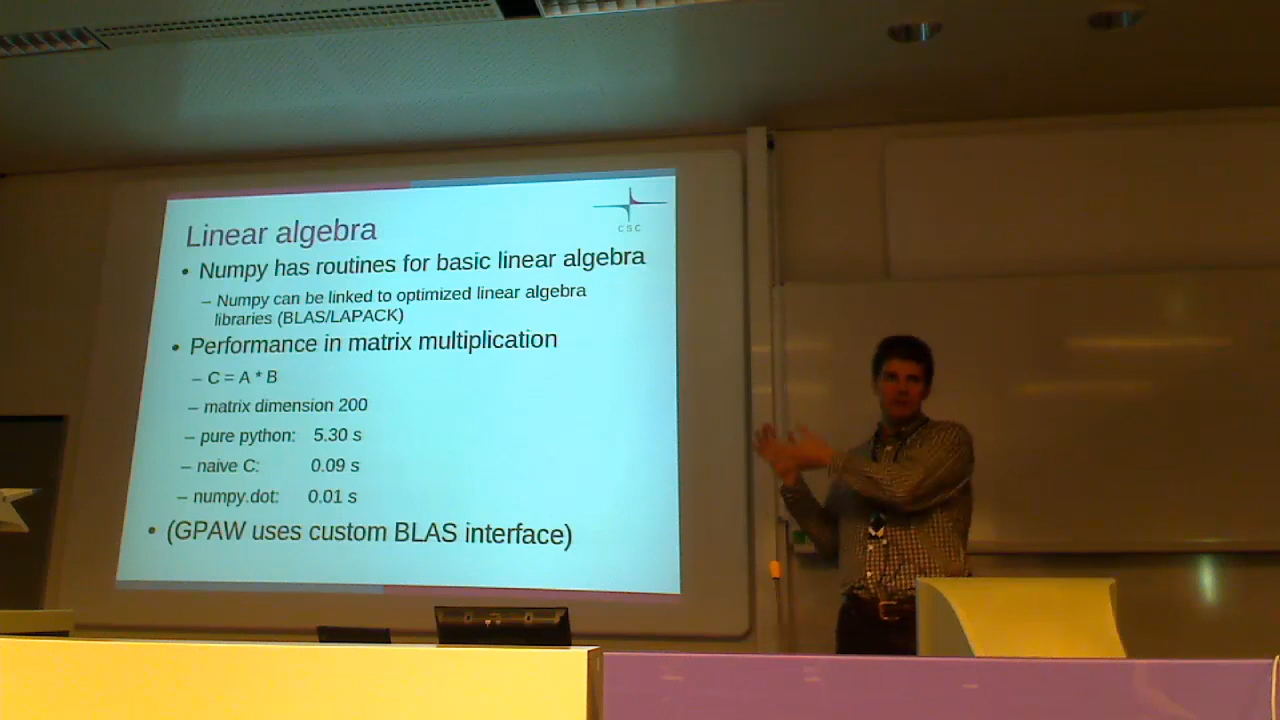 CSC
Linear algebra
• Numpy has routines for basic linear algebra
– Numpy can be linked to optimized linear algebra
libraries (BLAS/LAPACK)
• Performance in matrix multiplication
– C = A * B
– matrix dimension 200
– pure python: 5.30 s
– naive C: 0.09 s
– numpy.dot: 0.01 s
• (GPAW uses custom BLAS interface)